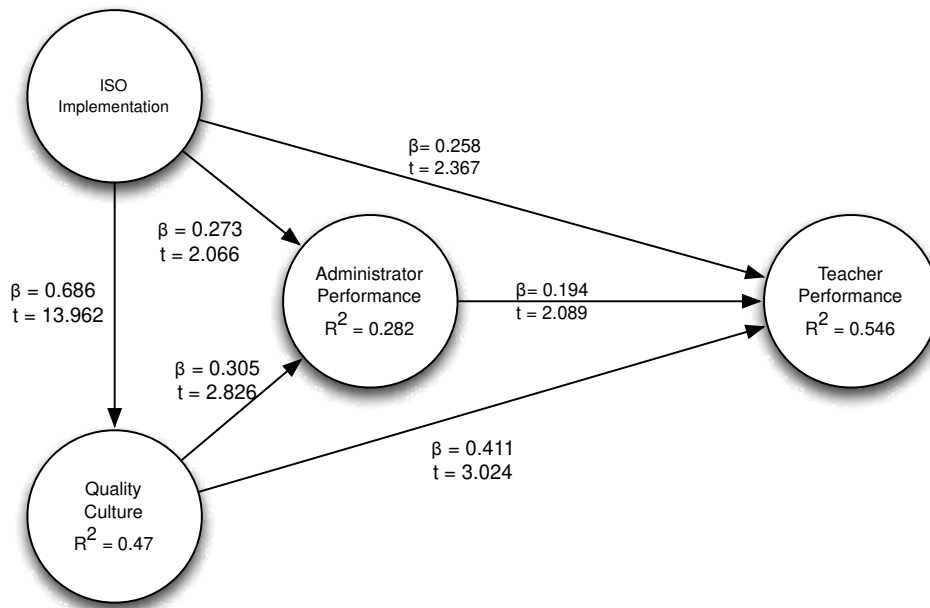 ISO
Implementation
β= 0.258
t = 2.367
β = 0.273
t = 2.066
Administrator
Performance
R² = 0.282
Teacher
Performance
R² = 0.546
β = 0.686
t = 13.962
β= 0.194
t = 2.089
β = 0.305
t = 2.826
β = 0.411
t = 3.024
Quality
Culture
R² = 0.47